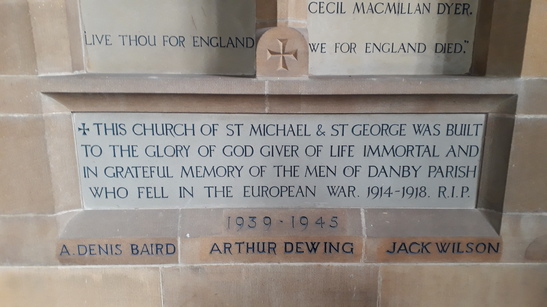 CECIL MACMILLAN DYER.
LIVE THOU FOR ENGLAND
WE FOR ENGLAND DIED."
✠ THIS CHURCH OF ST MICHAEL & ST GEORGE WAS BUILT
TO THE GLORY OF GOD GIVER OF LIFE IMMORTAL AND
IN GRATEFUL MEMORY OF THE MEN OF DANBY PARISH
WHO FELL IN THE EUROPEAN WAR. 1914-1918. R.I.P.
1939-1945
A. DENIS BAIRD ARTHUR DEWING JACK WILSON